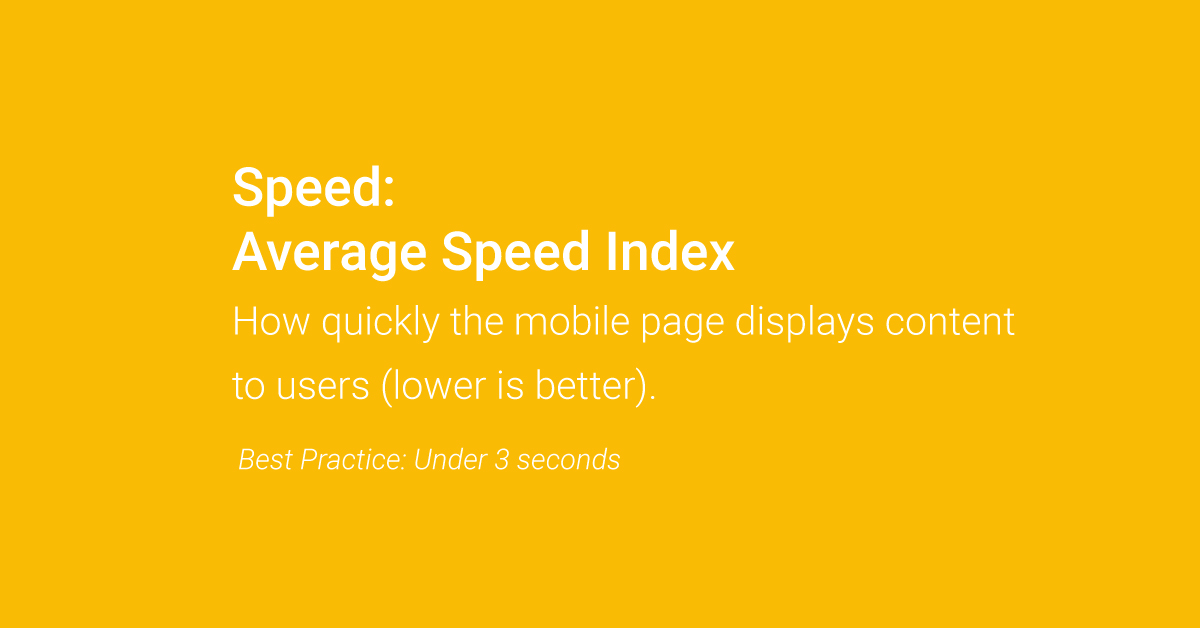 Speed:
Average Speed Index
How quickly the mobile page displays content
to users (lower is better).
Best Practice: Under 3 seconds